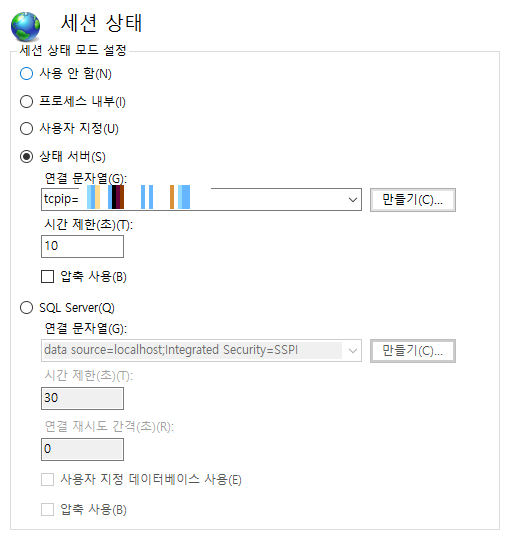 세션 상태
세션 상태 모드 설정
사용 안 함(N)
프로세스 내부(I)
사용자 지정(U)
상태 서버(S)
연결 문자열(G):
tcpip=
만들기(C)...
시간 제한(초)(T):
10
압축 사용(B)
SQL Server(Q)
연결 문자열(G):
data source=localhost;Integrated Security=SSPI
만들기(C)...
시간 제한(초)(T):
30
연결 재시도 간격(초)(R):
0
사용자 지정 데이터베이스 사용(E)
압축 사용(B)